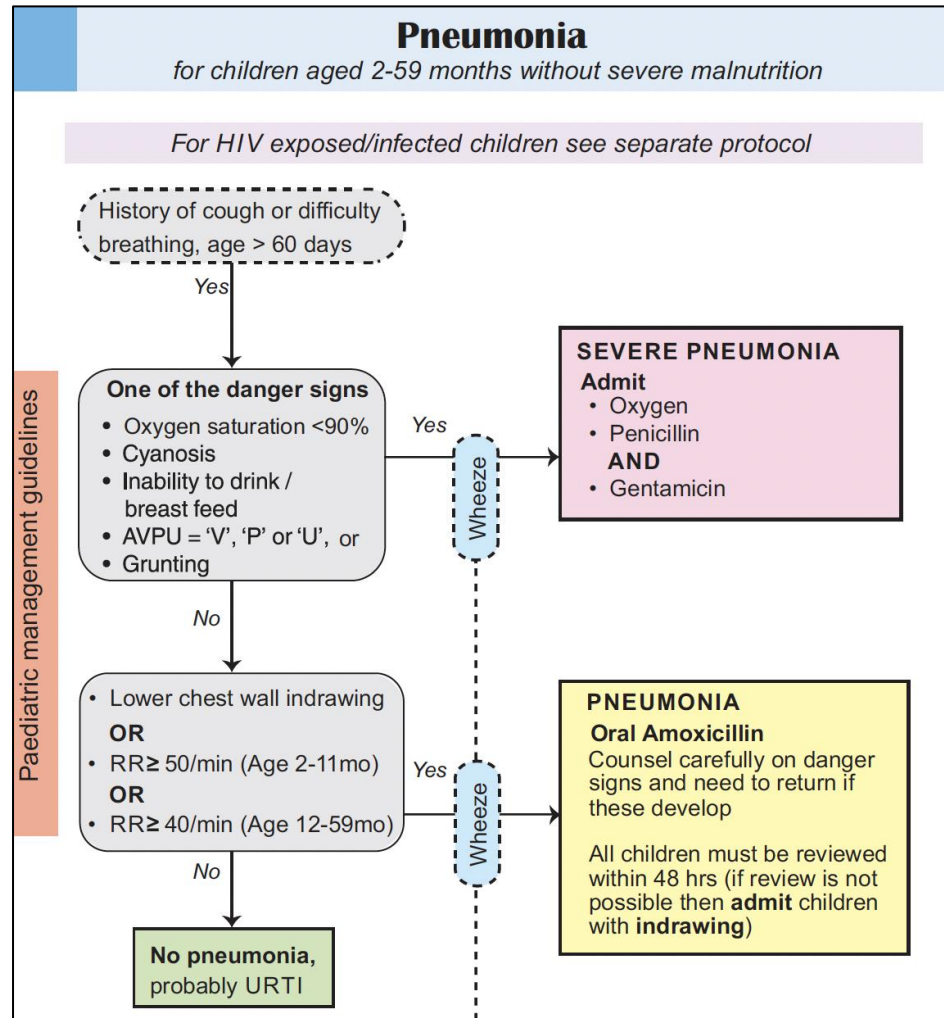 Pneumonia
for children aged 2-59 months without severe malnutrition
For HIV exposed/infected children see separate protocol
Paediatric management guidelines
History of cough or difficulty
breathing, age > 60 days
Yes
One of the danger signs
• Oxygen saturation <90%
• Cyanosis
• Inability to drink /
breast feed
• AVPU = ‘V’, ‘P’ or ‘U’, or
• Grunting
Yes
Wheeze
SEVERE PNEUMONIA
Admit
• Oxygen
• Penicillin
AND
• Gentamicin
No
• Lower chest wall indrawing
OR
• RR≥ 50/min (Age 2-11mo)
OR
• RR≥ 40/min (Age 12-59mo)
Yes
Wheeze
PNEUMONIA
Oral Amoxicillin
Counsel carefully on danger
signs and need to return if
these develop
All children must be reviewed
within 48 hrs (if review is not
possible then admit children
with indrawing)
No
No pneumonia,
probably URTI